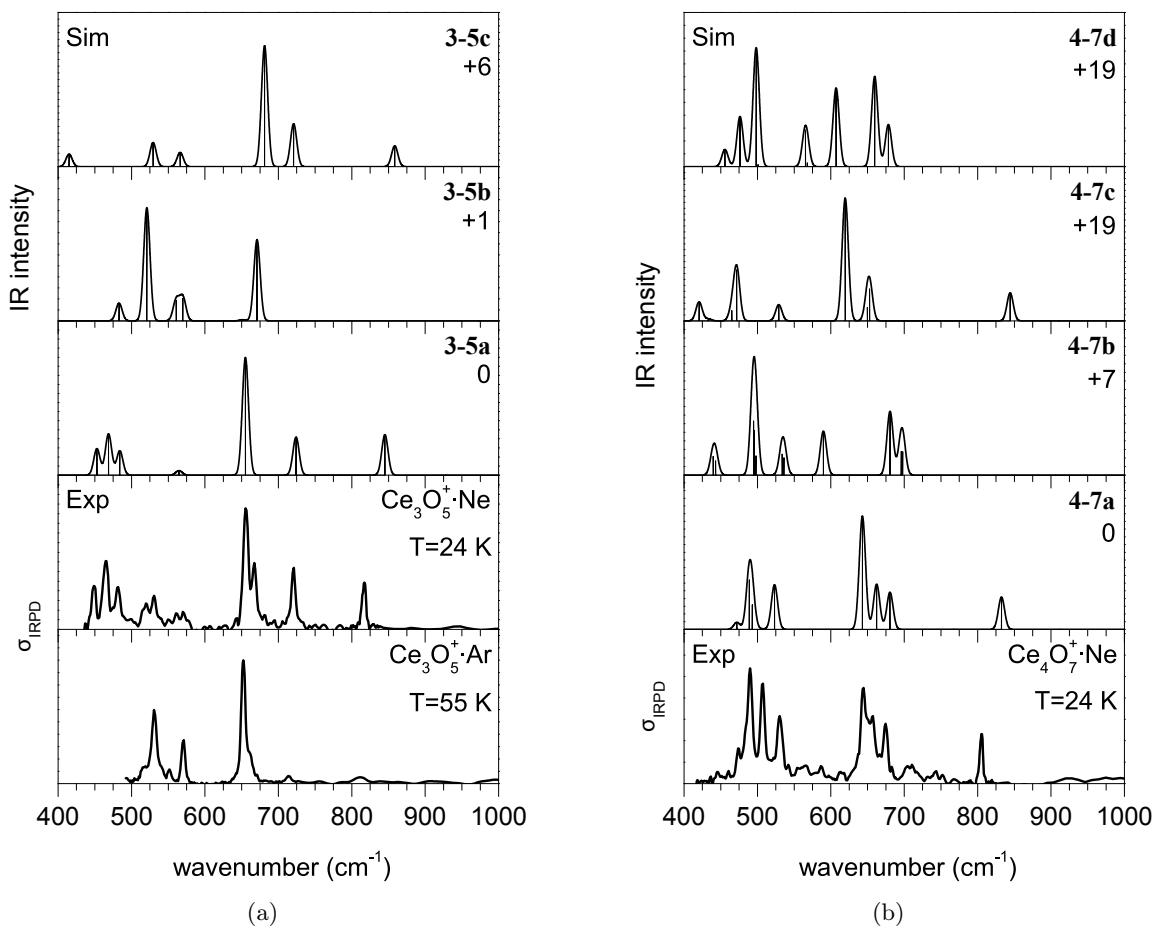 Sim
3-5c
+6
3-5b
+1
3-5a
0
Exp
Ce₃O₅⁺·Ne
T=24 K
Ce₃O₅⁺·Ar
T=55 K
IR intensity
σIRPD
400 500 600 700 800 900 1000
wavenumber (cm⁻¹)
(a)
Sim
4-7d
+19
4-7c
+19
4-7b
+7
4-7a
0
Exp
Ce₄O₇⁺·Ne
T=24 K
IR intensity
σIRPD
400 500 600 700 800 900 1000
wavenumber (cm⁻¹)
(b)